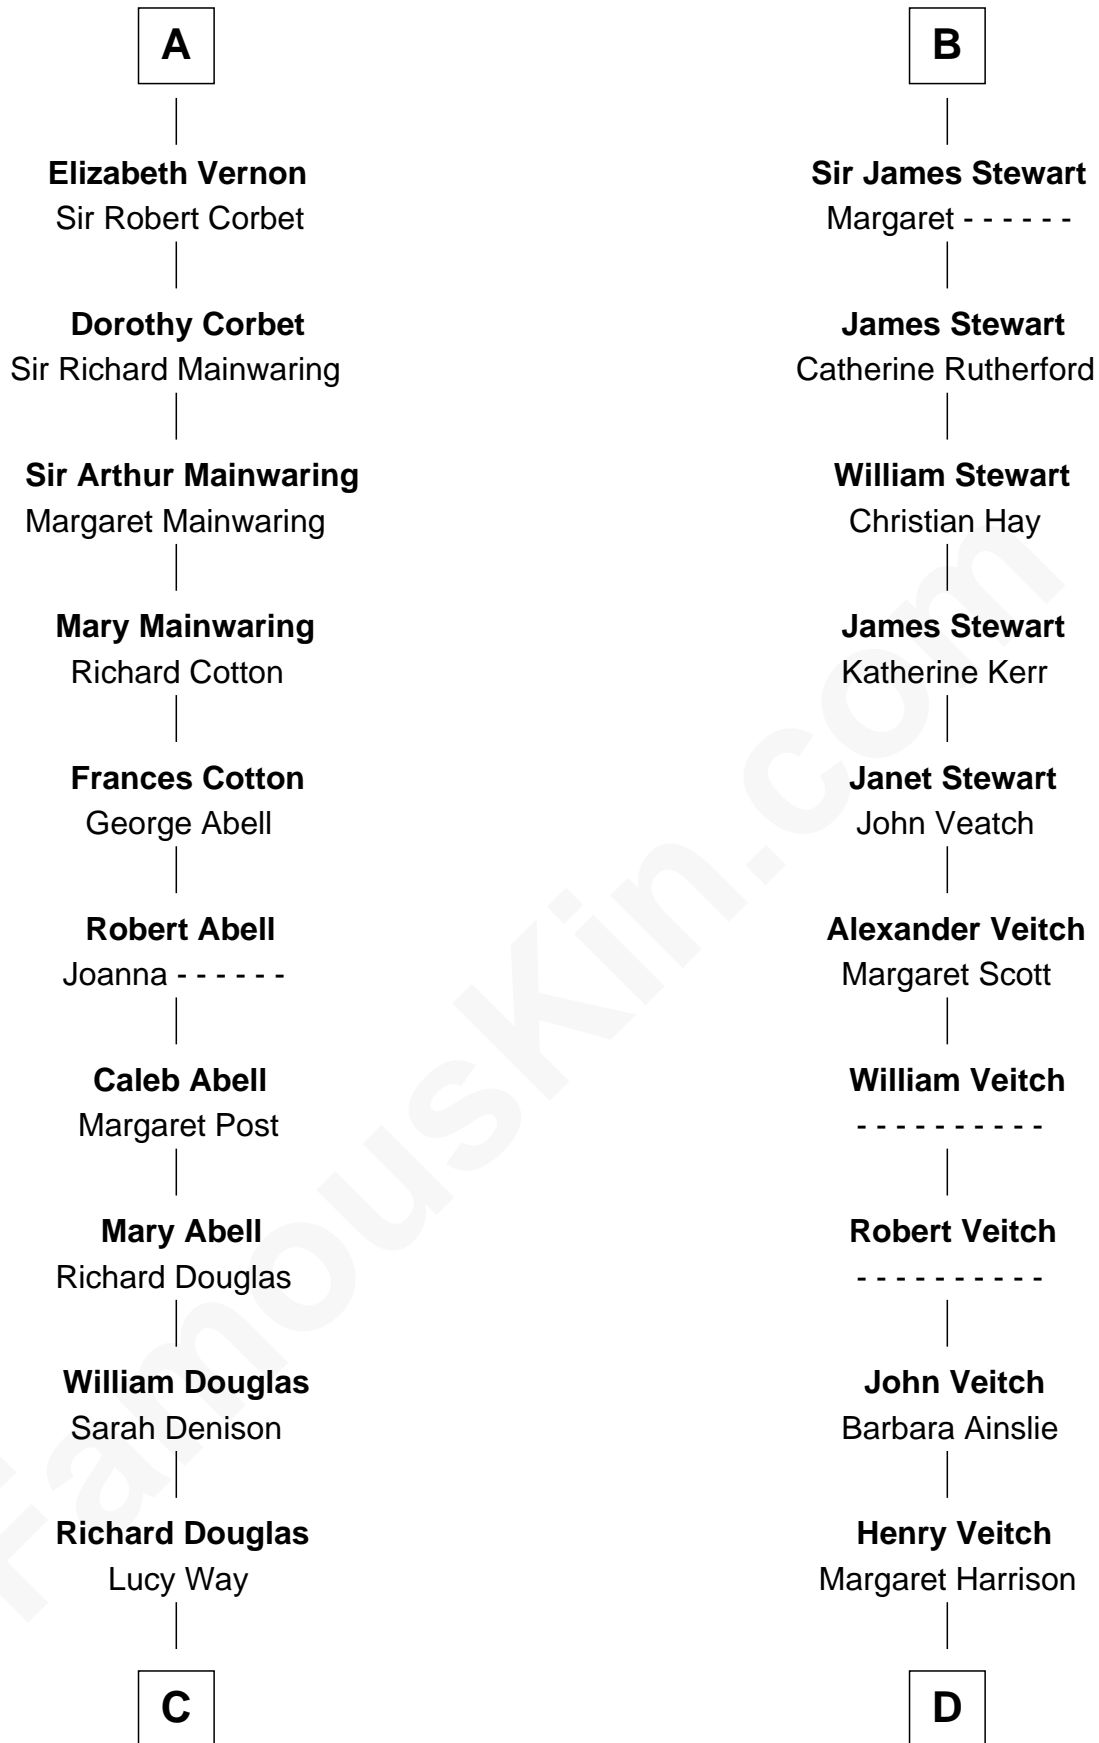 A
Elizabeth Vernon
Sir Robert Corbet
Dorothy Corbet
Sir Richard Mainwaring
Sir Arthur Mainwaring
Margaret Mainwaring
Mary Mainwaring
Richard Cotton
Frances Cotton
George Abell
Robert Abell
Joanna - - - - - -
Caleb Abell
Margaret Post
Mary Abell
Richard Douglas
William Douglas
Sarah Denison
Richard Douglas
Lucy Way
C
B
Sir James Stewart
Margaret - - - - - -
James Stewart
Catherine Rutherford
William Stewart
Christian Hay
James Stewart
Katherine Kerr
Janet Stewart
John Veatch
Alexander Veitch
Margaret Scott
William Veitch
- - - - - - - - - -
Robert Veitch
- - - - - - - - - -
John Veitch
Barbara Ainslie
Henry Veitch
Margaret Harrison
D
FamousKin.com